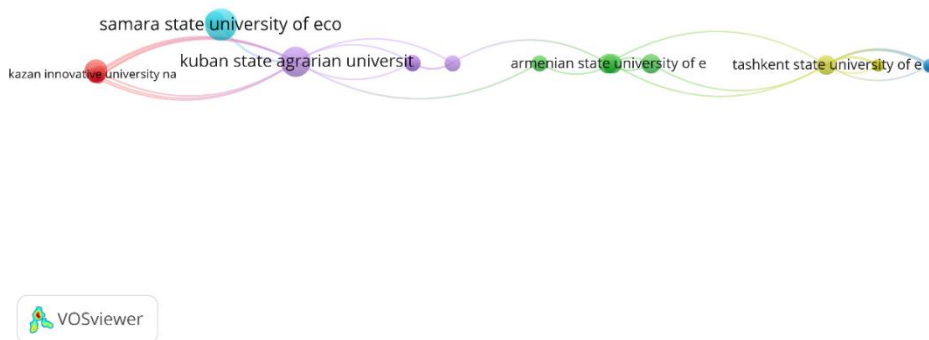 samara state university of eco
kuban state agrarian universit
kazan innovative university na
armenian state university of e
tashkent state university of e
VOSviewer